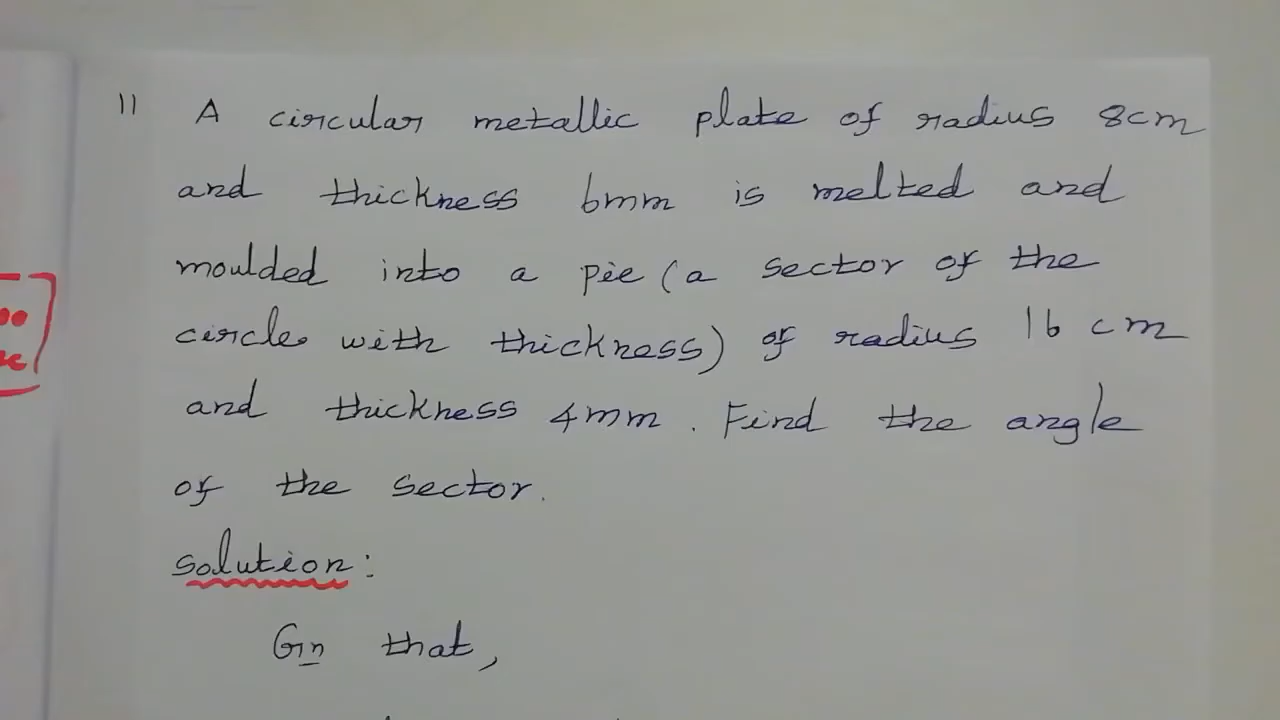 11 A circular metallic plate of radius 8cm
and thickness 6mm is melted and
moulded into a pie (a sector of the
circle with thickness) of radius 16 cm
and thickness 4mm. Find the angle
of the sector.
Solution:
Gn that,